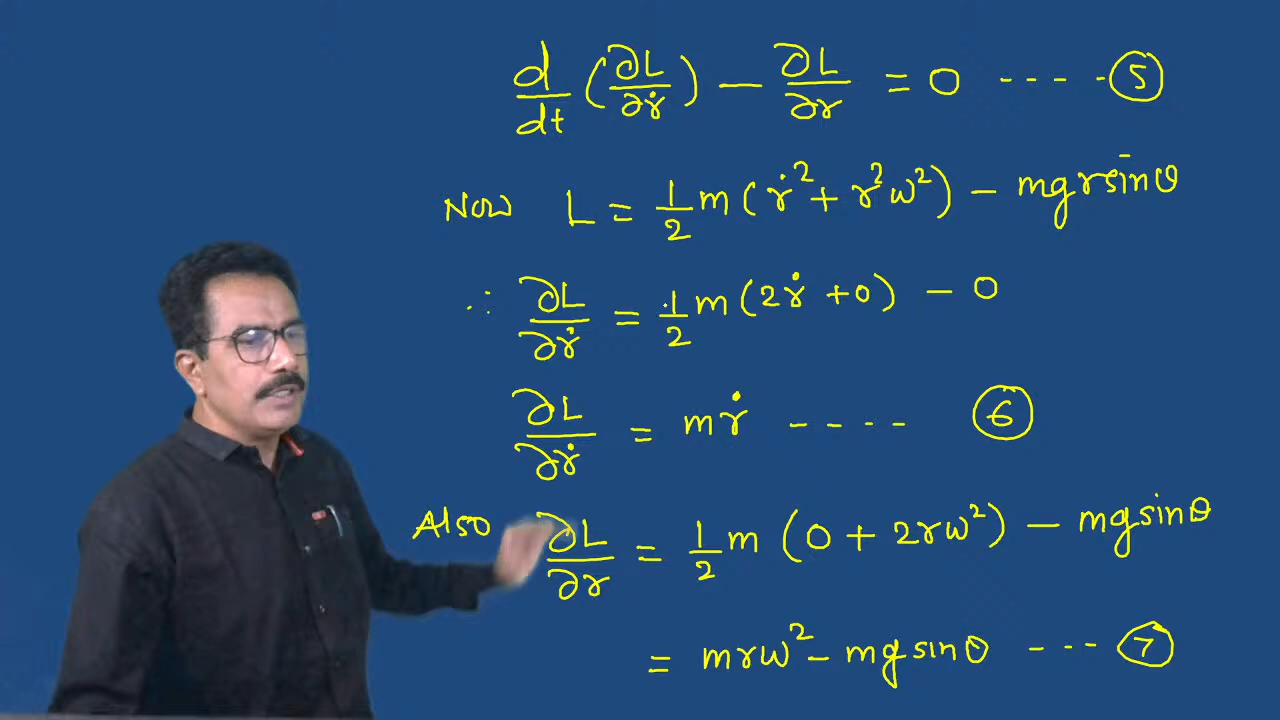 d/dt (∂L/∂ṙ) − ∂L/∂r = 0 ---- ⑤
Now L = 1/2 m (ṙ² + r²ω²) − mgr sinθ
∴ ∂L/∂ṙ = 1/2 m (2ṙ + 0) − 0
∂L/∂ṙ = mṙ ---- ⑥
Also ∂L/∂r = 1/2 m (0 + 2rω²) − mg sinθ
= mrω² − mg sinθ --- ⑦